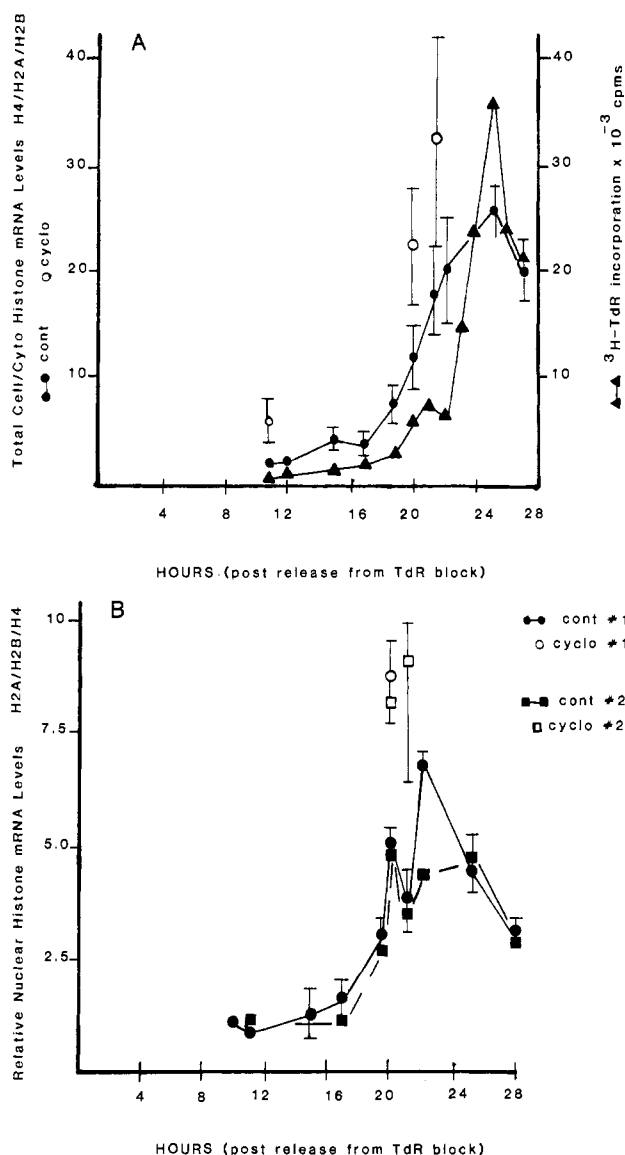 A
Total Cell/Cyto Histone mRNA Levels H4/H2A/H2B
cont
cyclo
40
30
20
10
40
30
20
10
³H-TdR incorporation x 10⁻³ cpms
4 8 12 16 20 24 28
HOURS (post release from TdR block)
B
Relative Nuclear Histone mRNA Levels H2A/H2B/H4
10
7.5
5.0
2.5
cont #1
cyclo #1
cont #2
cyclo #2
4 8 12 16 20 24 28
HOURS (post release from TdR block)